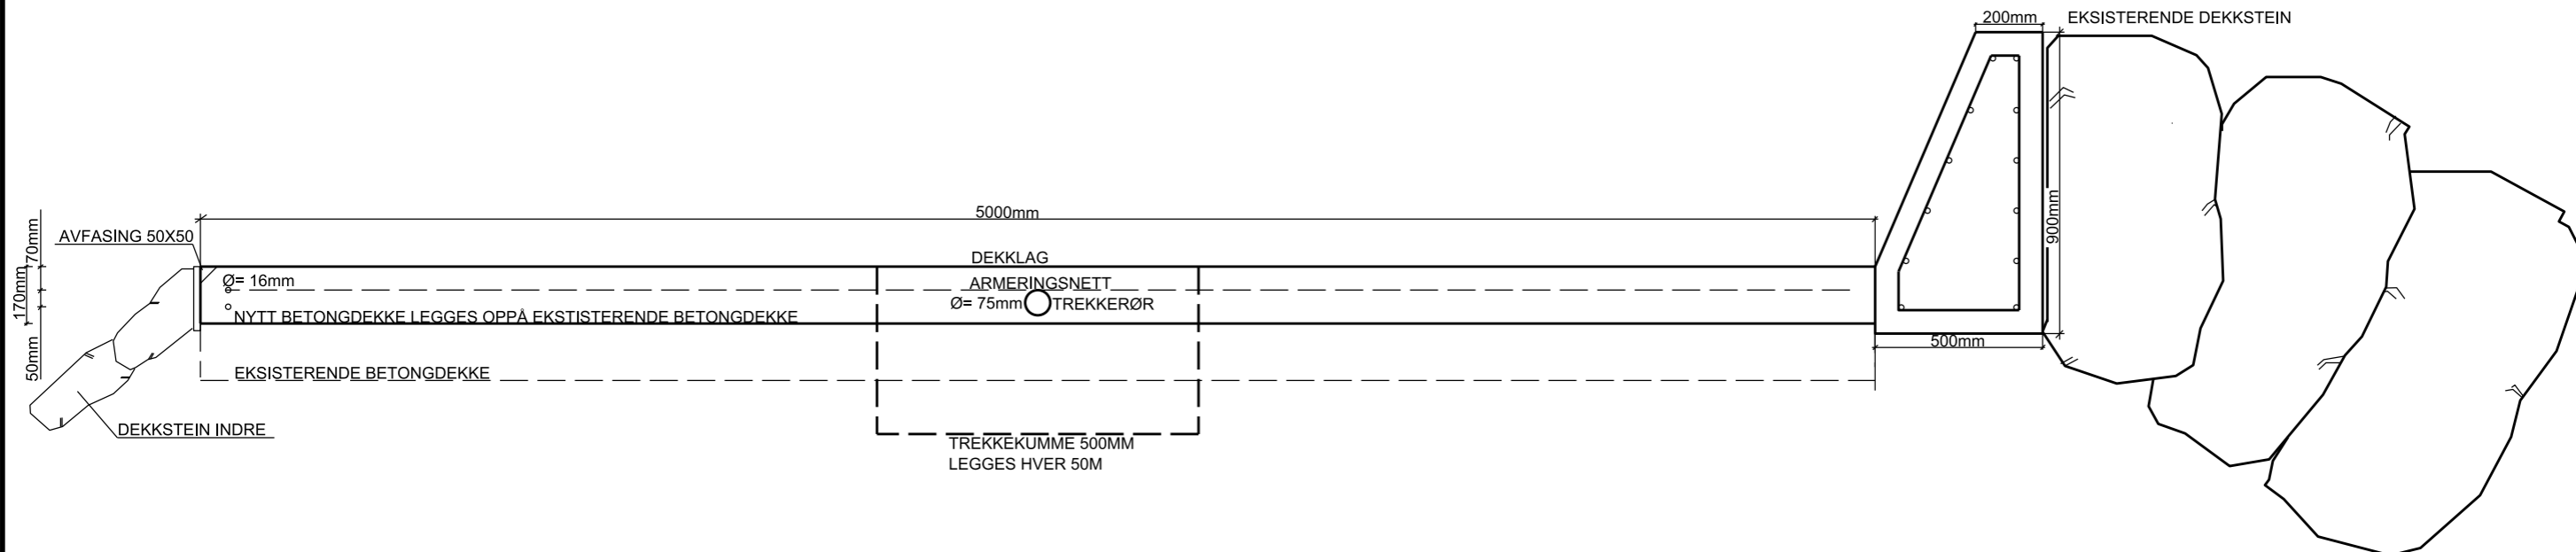 200mm
EKSISTERENDE DEKKSTEIN
5000mm
900mm
AVFASING 50X50
70mm
170mm
50mm
DEKKLAG
Ø= 16mm
ARMERINGSNETT
Ø= 75mm TREKKERØR
NYTT BETONGDEKKE LEGGES OPPÅ EKSTISTERENDE BETONGDEKKE
500mm
EKSISTERENDE BETONGDEKKE
DEKKSTEIN INDRE
TREKKEKUMME 500MM
LEGGES HVER 50M